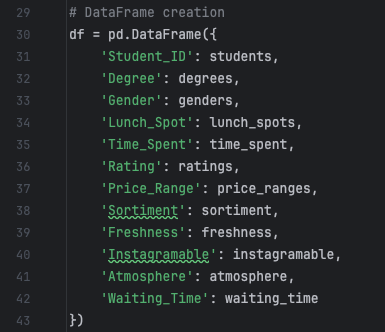 29 # DataFrame creation
30 df = pd.DataFrame({
31 'Student_ID': students,
32 'Degree': degrees,
33 'Gender': genders,
34 'Lunch_Spot': lunch_spots,
35 'Time_Spent': time_spent,
36 'Rating': ratings,
37 'Price_Range': price_ranges,
38 'Sortiment': sortiment,
39 'Freshness': freshness,
40 'Instagramable': instagramable,
41 'Atmosphere': atmosphere,
42 'Waiting_Time': waiting_time
43 })